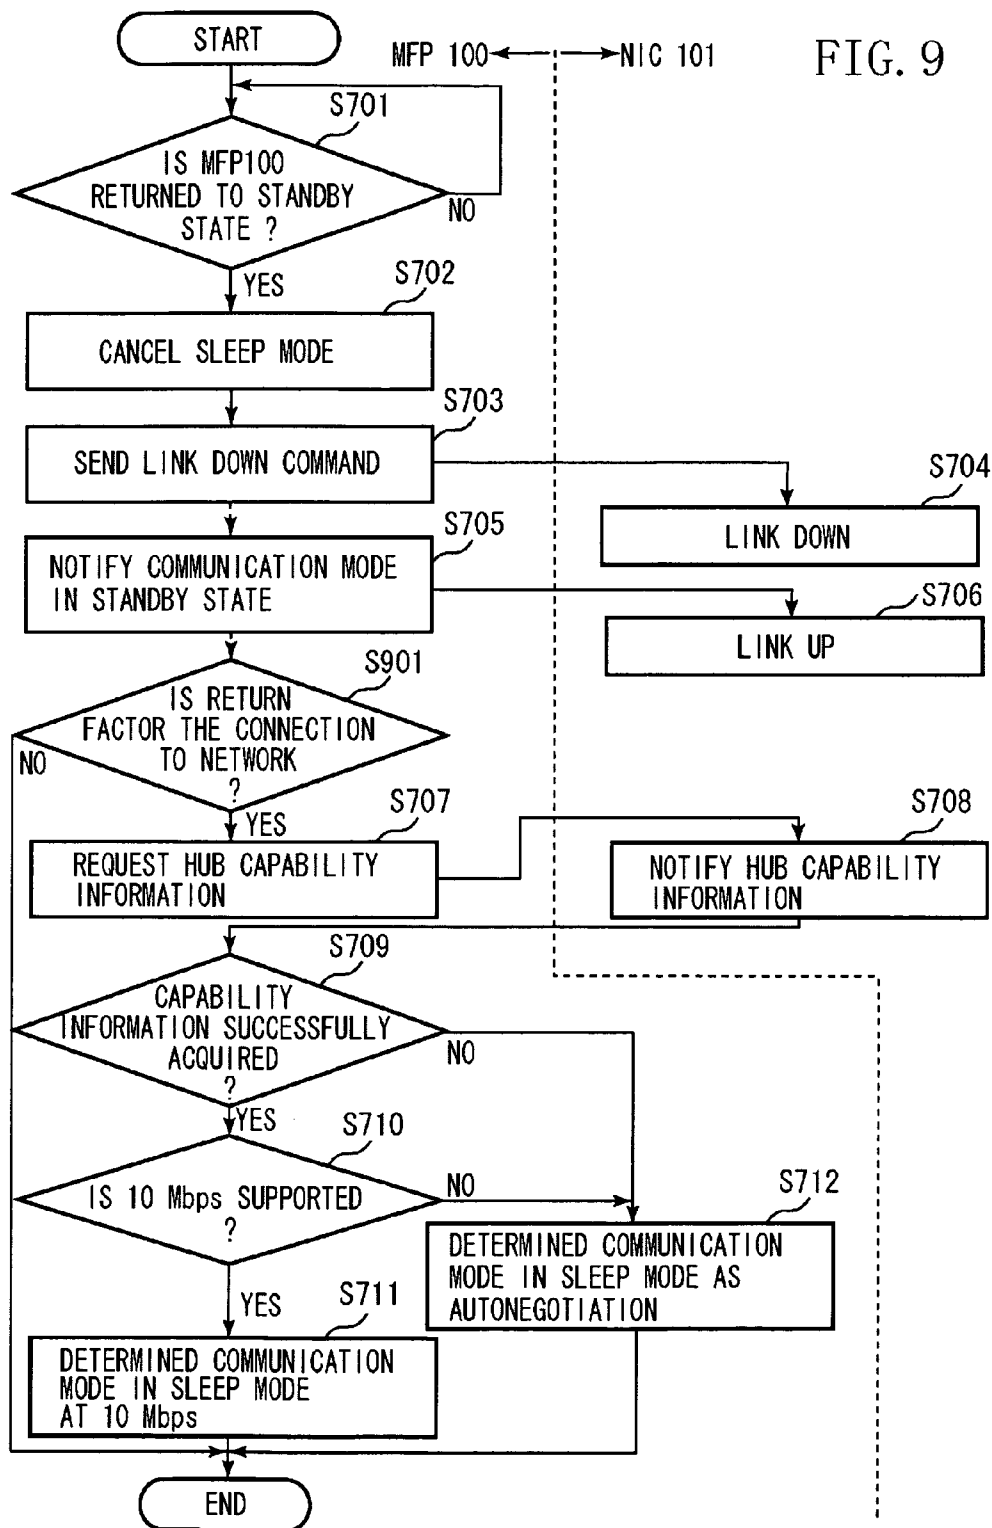 START
MFP 100
NIC 101
FIG. 9
S701
IS MFP100
RETURNED TO STANDBY
STATE ?
NO
YES
S702
CANCEL SLEEP MODE
S703
SEND LINK DOWN COMMAND
S704
LINK DOWN
S705
NOTIFY COMMUNICATION MODE
IN STANDBY STATE
S706
LINK UP
S901
IS RETURN
FACTOR THE CONNECTION
TO NETWORK
?
NO
YES
S707
REQUEST HUB CAPABILITY
INFORMATION
S708
NOTIFY HUB CAPABILITY
INFORMATION
S709
CAPABILITY
INFORMATION SUCCESSFULLY
ACQUIRED
?
NO
YES
S710
IS 10 Mbps SUPPORTED
?
NO
YES
S712
DETERMINED COMMUNICATION
MODE IN SLEEP MODE AS
AUTONEGOTIATION
S711
DETERMINED COMMUNICATION
MODE IN SLEEP MODE
AT 10 Mbps
END